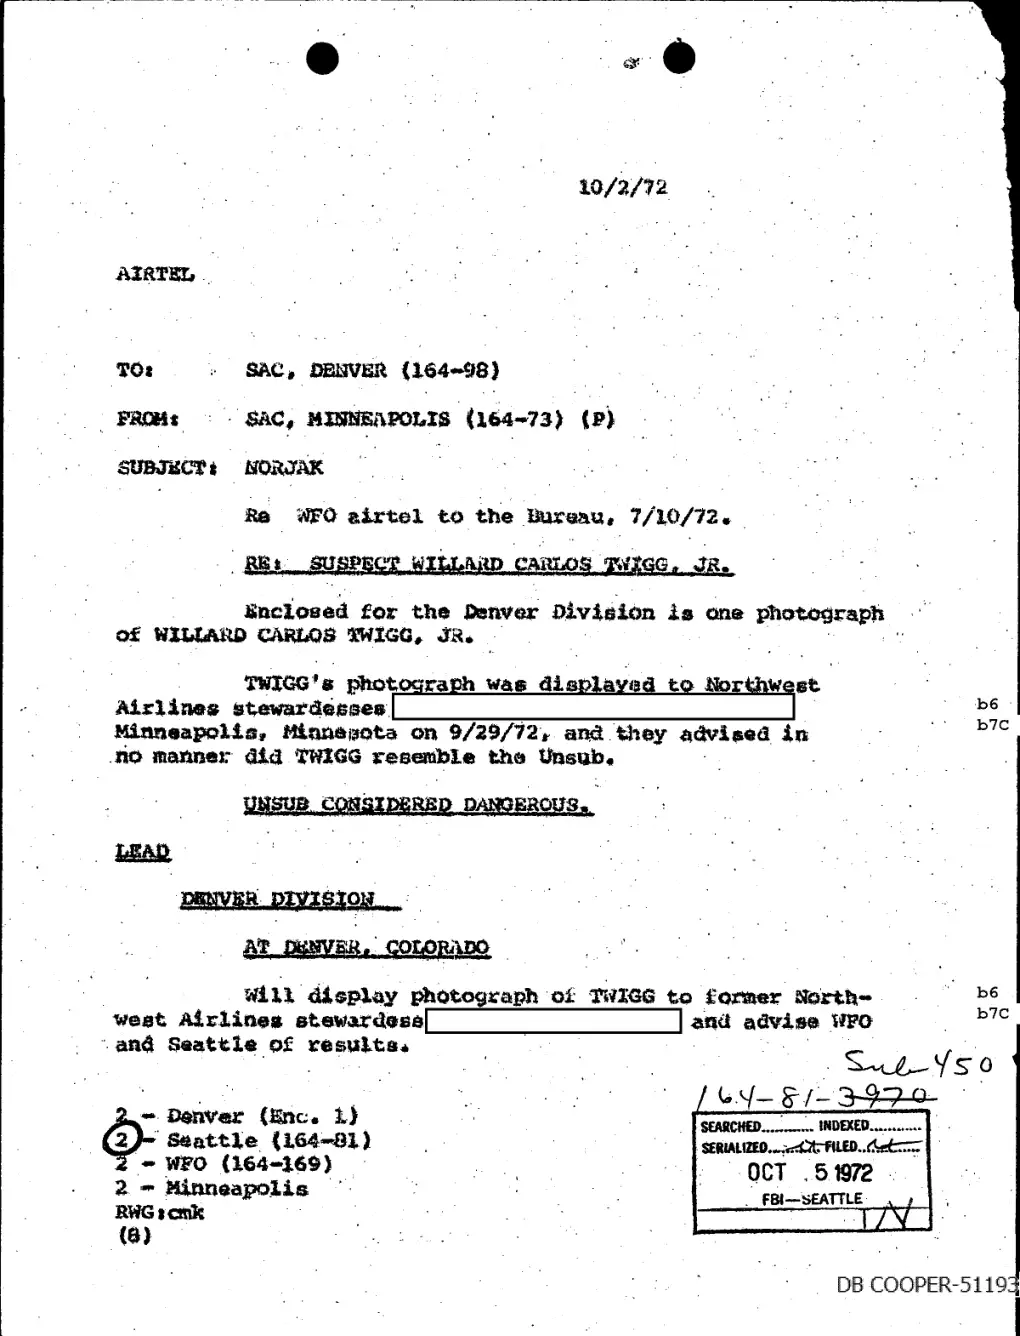 10/2/72
AIRTEL
TO: SAC, DENVER (164-98)
FROM: SAC, MINNEAPOLIS (164-73) (P)
SUBJECT: NORJAK
Re WFO airtel to the Bureau, 7/10/72.
RE: SUSPECT WILLARD CARLOS TWIGG, JR.
Enclosed for the Denver Division is one photograph
of WILLARD CARLOS TWIGG, JR.
TWIGG's photograph was displayed to Northwest
Airlines stewardesses
b6
Minneapolis, Minnesota on 9/29/72, and they advised in
b7C
no manner did TWIGG resemble the Unsub.
UNSUB CONSIDERED DANGEROUS.
LEAD
DENVER DIVISION
AT DENVER, COLORADO
Will display photograph of TWIGG to former North-
b6
west Airlines stewardess and advise WFO
b7C
and Seattle of results.
Sub 450
164-81-3970
2 - Denver (Enc. 1)
2 - Seattle (164-81)
2 - WFO (164-169)
2 - Minneapolis
RWG:cmk
(8)
SEARCHED............ INDEXED............
SERIALIZED.... FILED.......
OCT 5 1972
FBI—SEATTLE
DB COOPER-51193